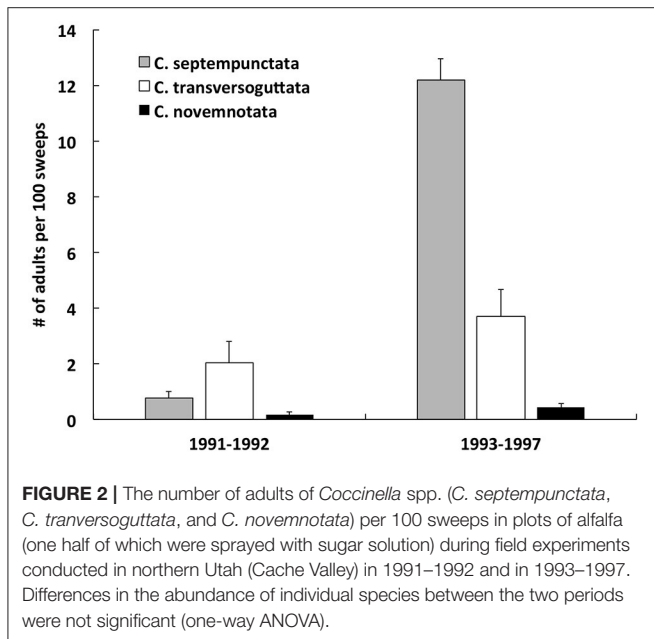 14
12
10
8
6
4
2
0
# of adults per 100 sweeps
C. septempunctata
C. transversoguttata
C. novemnotata
1991-1992
1993-1997
FIGURE 2 | The number of adults of Coccinella spp. (C. septempunctata,
C. tranversoguttata, and C. novemnotata) per 100 sweeps in plots of alfalfa
(one half of which were sprayed with sugar solution) during field experiments
conducted in northern Utah (Cache Valley) in 1991–1992 and in 1993–1997.
Differences in the abundance of individual species between the two periods
were not significant (one-way ANOVA).